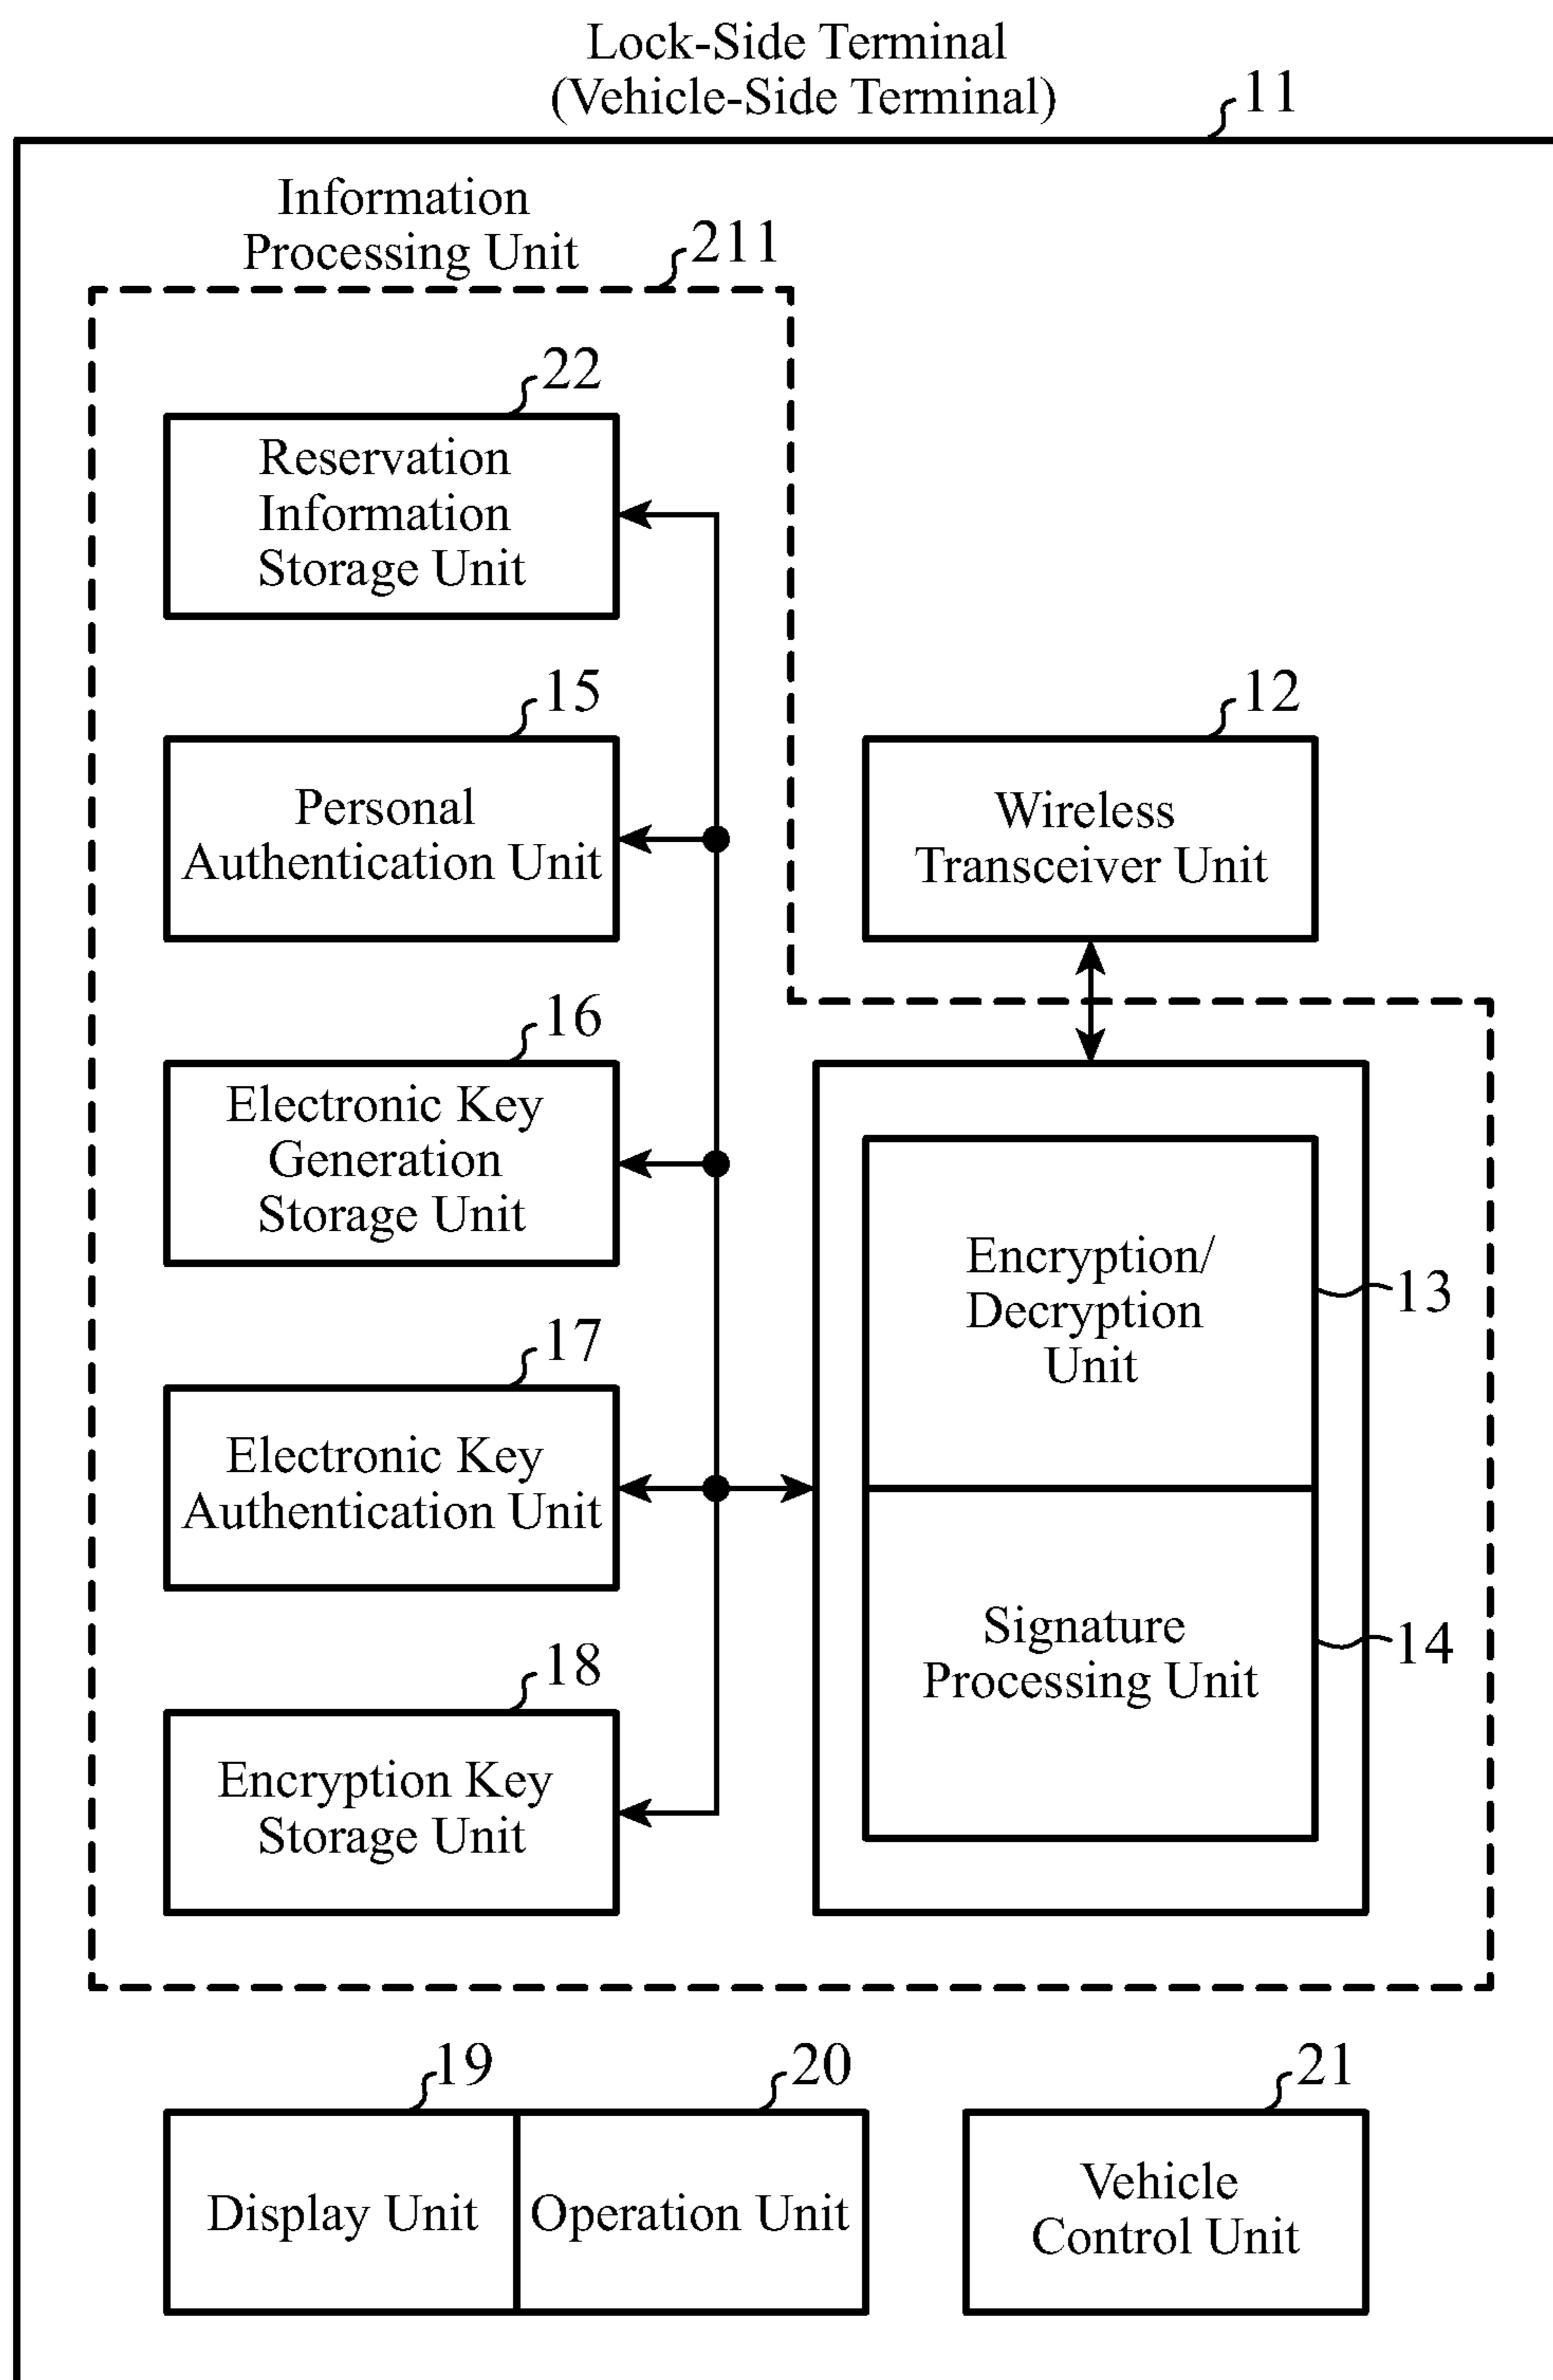 Lock-Side Terminal
(Vehicle-Side Terminal)
11
Information
Processing Unit
211
22
Reservation
Information
Storage Unit
15
Personal
Authentication Unit
12
Wireless
Transceiver Unit
16
Electronic Key
Generation
Storage Unit
Encryption/
Decryption
Unit
13
17
Electronic Key
Authentication Unit
Signature
Processing Unit
14
18
Encryption Key
Storage Unit
19
Display Unit
20
Operation Unit
21
Vehicle
Control Unit